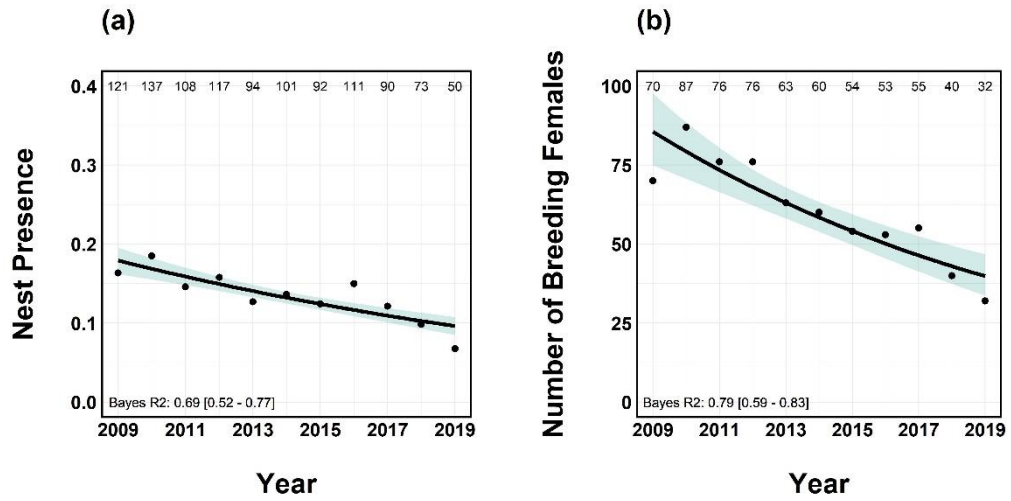 (a)
Nest Presence
0.4
0.3
0.2
0.1
0.0
121 137 108 117 94 101 92 111 90 73 50
Bayes R2: 0.69 [0.52 - 0.77]
2009 2011 2013 2015 2017 2019
Year
(b)
Number of Breeding Females
100
75
50
25
0
70 87 76 76 63 60 54 53 55 40 32
Bayes R2: 0.79 [0.59 - 0.83]
2009 2011 2013 2015 2017 2019
Year